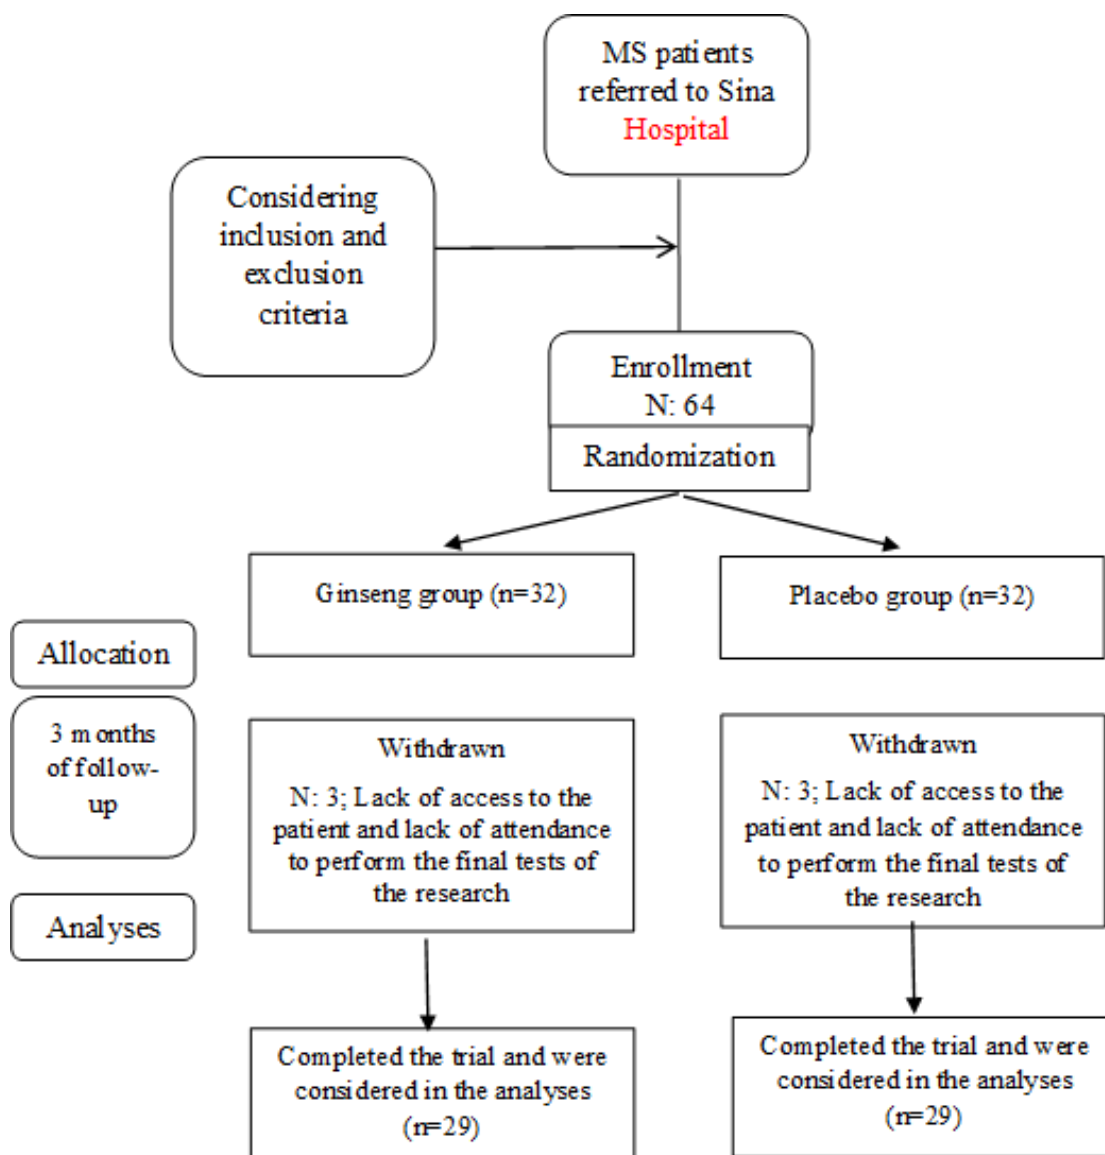 MS patients
referred to Sina
Hospital
Considering
inclusion and
exclusion
criteria
Enrollment
N: 64
Randomization
Ginseng group (n=32)
Placebo group (n=32)
Allocation
3 months
of follow-
up
Withdrawn
N: 3; Lack of access to the
patient and lack of attendance
to perform the final tests of
the research
Withdrawn
N: 3; Lack of access to the
patient and lack of attendance
to perform the final tests of
the research
Analyses
Completed the trial and were
considered in the analyses
(n=29)
Completed the trial and were
considered in the analyses
(n=29)